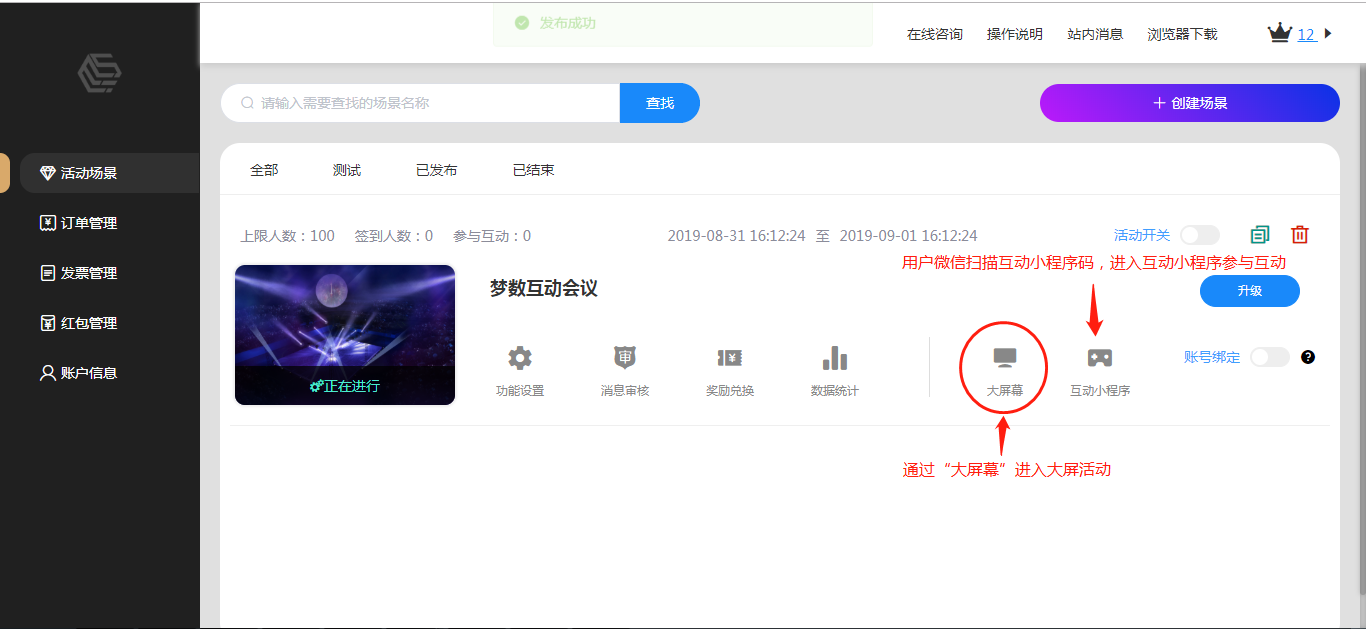 发布成功
在线咨询 操作说明 站内消息 浏览器下载 12
请输入需要查找的场景名称 查找 创建场景
活动场景
订单管理
发票管理
红包管理
账户信息
全部 测试 已发布 已结束
上限人数：100 签到人数：0 参与互动：0 2019-08-31 16:12:24 至 2019-09-01 16:12:24 活动开关
用户微信扫描互动小程序码，进入互动小程序参与互动
梦数互动会议 升级
正在进行
审 ¥
功能设置 消息审核 奖励兑换 数据统计 大屏幕 互动小程序 账号绑定 ?
通过“大屏幕”进入大屏活动